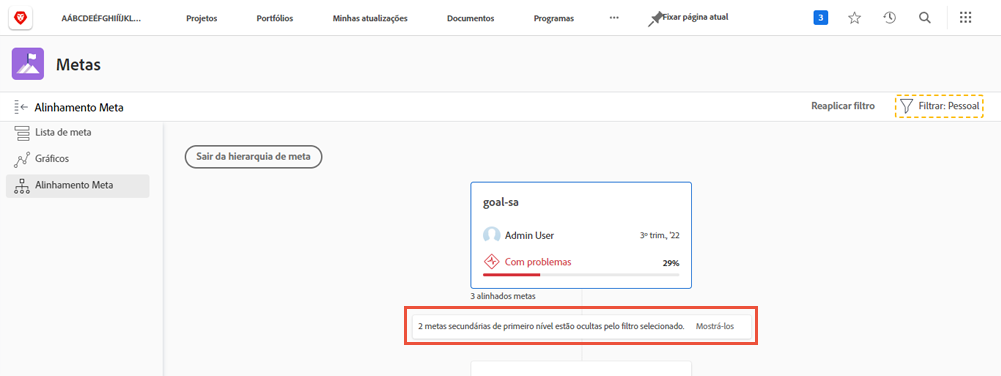 AÁBCDEÉFGHIÍÏJKL...
Projetos
Portfólios
Minhas atualizações
Documentos
Programas
Fixar página atual
3
Metas
Alinhamento Meta
Reaplicar filtro
Filtrar: Pessoal
Lista de meta
Gráficos
Alinhamento Meta
Sair da hierarquia de meta
goal-sa
Admin User
3º trim., '22
Com problemas
29%
3 alinhados metas
2 metas secundárias de primeiro nível estão ocultas pelo filtro selecionado. Mostrá-los